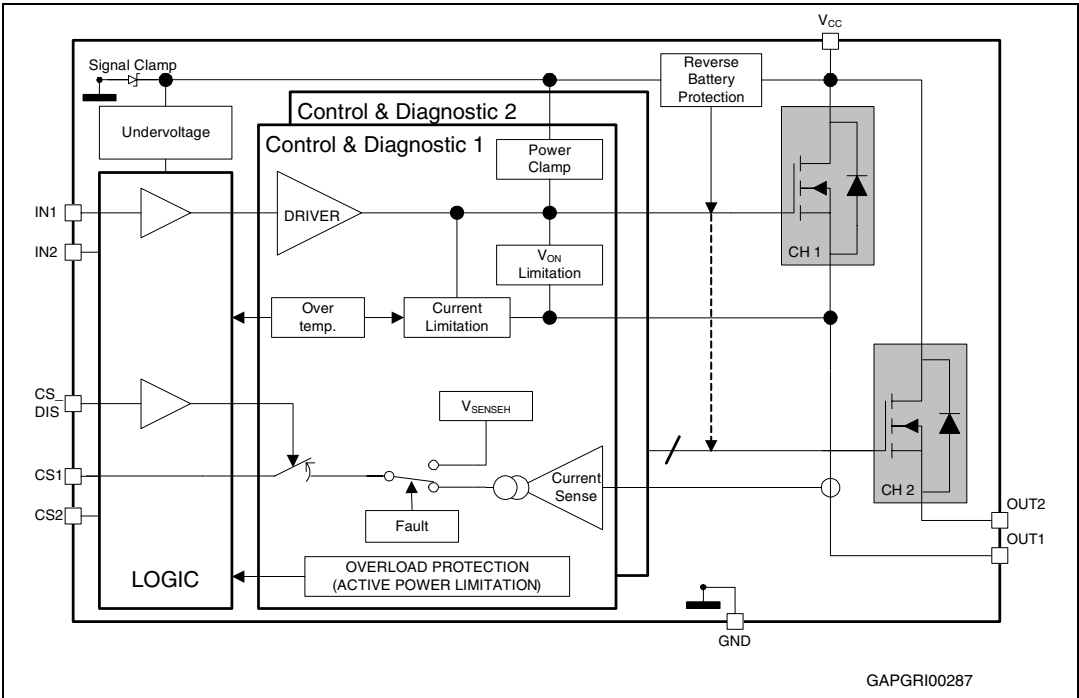 VCC
Signal Clamp
Reverse
Battery
Protection
Control & Diagnostic 2
Undervoltage
Control & Diagnostic 1
Power
Clamp
IN1
DRIVER
IN2
VON
Limitation
CH 1
Over
temp.
Current
Limitation
CS_
DIS
VSENSEH
CS1
Current
Sense
CH 2
CS2
Fault
OUT2
OUT1
LOGIC
OVERLOAD PROTECTION
(ACTIVE POWER LIMITATION)
GND
GAPGRI00287